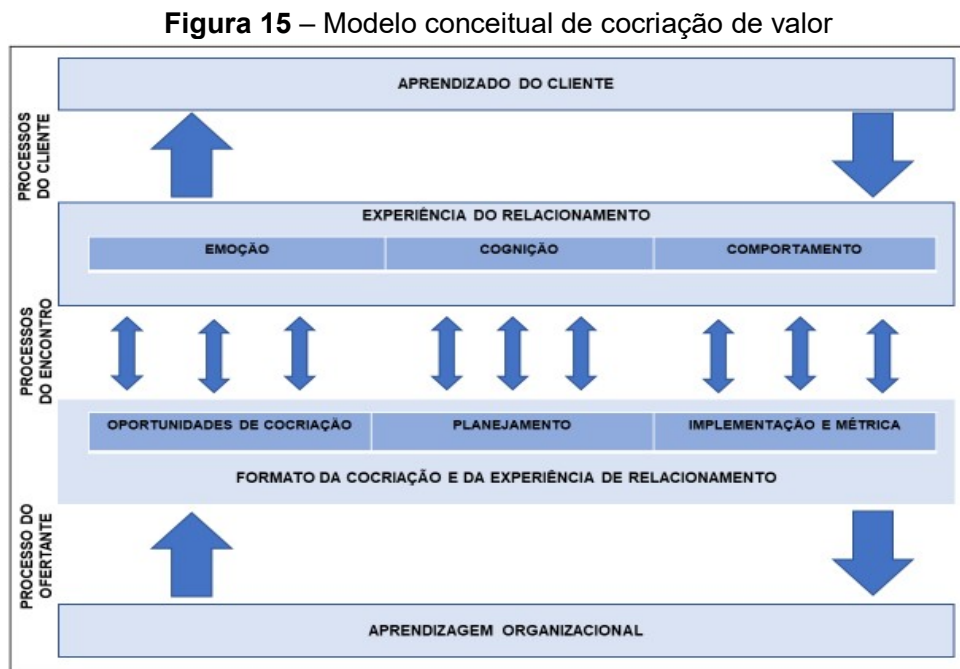 Figura 15 – Modelo conceitual de cocriação de valor
APRENDIZADO DO CLIENTE
PROCESSOS
DO CLIENTE
EXPERIÊNCIA DO RELACIONAMENTO
EMOÇÃO
COGNIÇÃO
COMPORTAMENTO
PROCESSOS
DO ENCONTRO
OPORTUNIDADES DE COCRIAÇÃO
PLANEJAMENTO
IMPLEMENTAÇÃO E MÉTRICA
FORMATO DA COCRIAÇÃO E DA EXPERIÊNCIA DE RELACIONAMENTO
PROCESSO DO
OFERTANTE
APRENDIZAGEM ORGANIZACIONAL